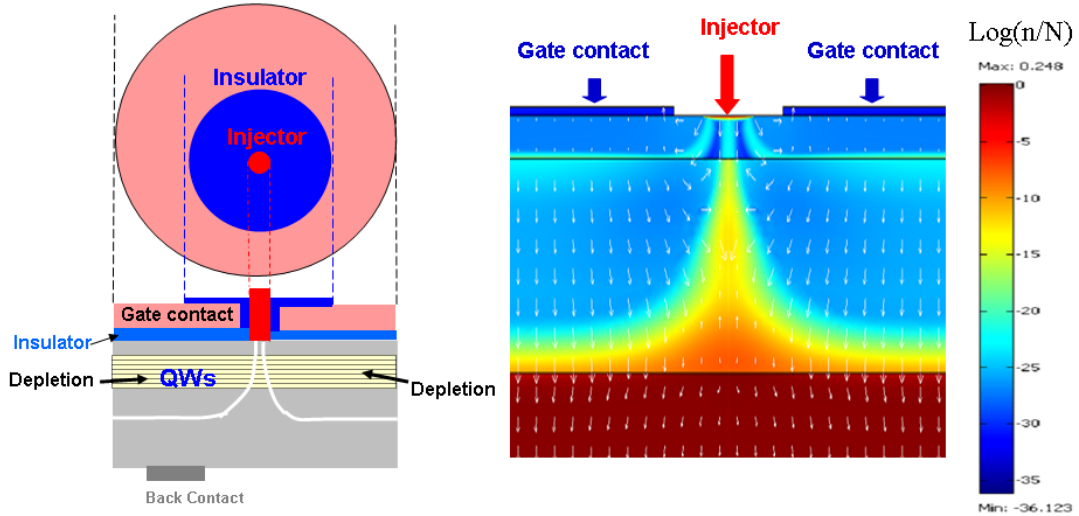 Insulator
Injector
Gate contact
Insulator
Depletion
QWs
Depletion
Back Contact
Gate contact
Injector
Gate contact
Log(n/N)
Max: 0.248
0
-5
-10
-15
-20
-25
-30
-35
Min: -36.123